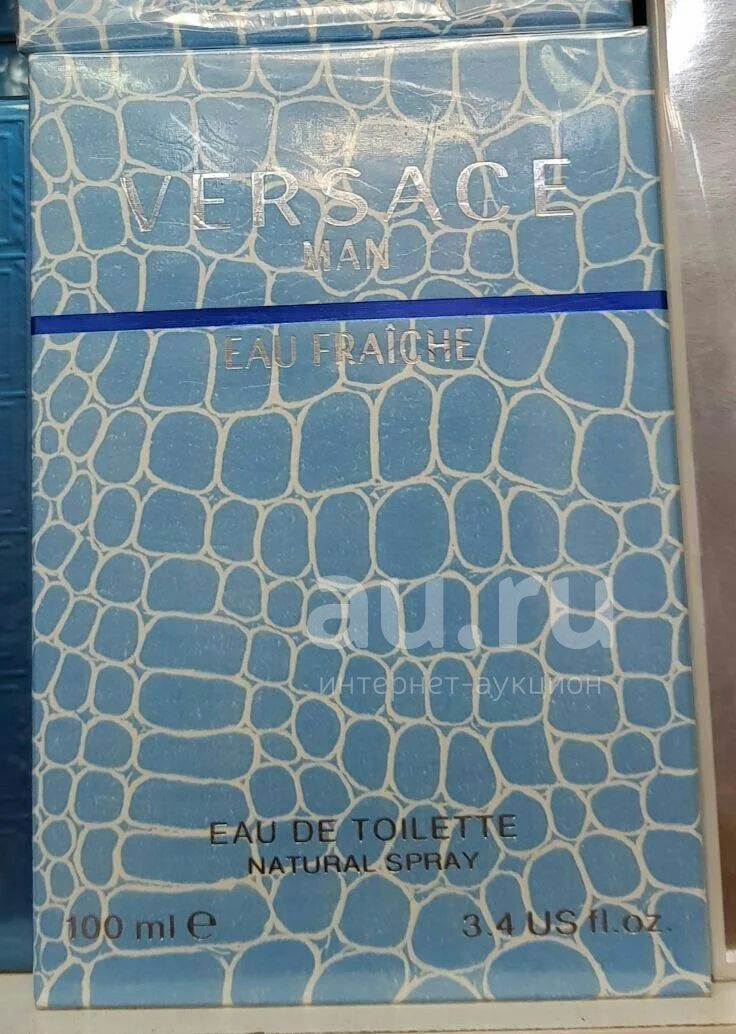 VERSACE
MAN
EAU FRAÎCHE
au.ru
интернет-аукцион
EAU DE TOILETTE
NATURAL SPRAY
100 ml ℮ 3.4 US fl.oz.